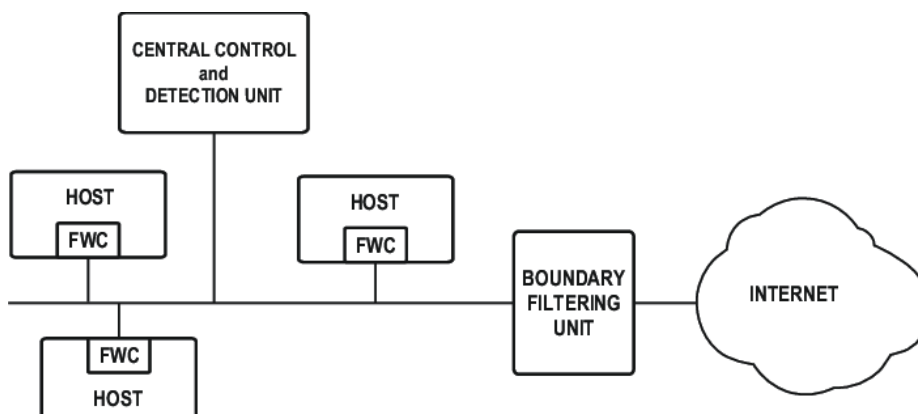 CENTRAL CONTROL
and
DETECTION UNIT
HOST
FWC
HOST
FWC
BOUNDARY
FILTERING
UNIT
INTERNET
FWC
HOST